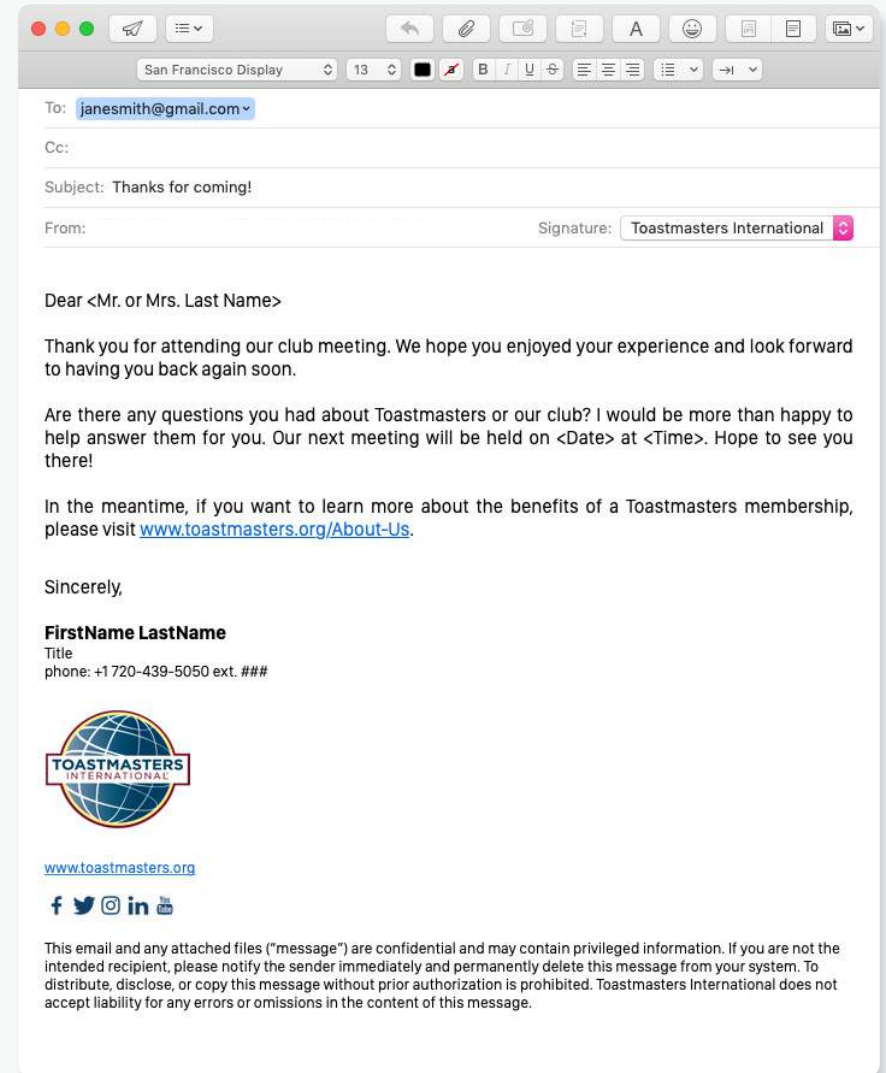 San Francisco Display
13
a
B I U S
A
To: janesmith@gmail.com
Cc:
Subject: Thanks for coming!
From:
Signature: Toastmasters International
Dear <Mr. or Mrs. Last Name>
Thank you for attending our club meeting. We hope you enjoyed your experience and look forward
to having you back again soon.
Are there any questions you had about Toastmasters or our club? I would be more than happy to
help answer them for you. Our next meeting will be held on <Date> at <Time>. Hope to see you
there!
In the meantime, if you want to learn more about the benefits of a Toastmasters membership,
please visit www.toastmasters.org/About-Us.
Sincerely,
FirstName LastName
Title
phone: +1 720-439-5050 ext. ###
TOASTMASTERS
INTERNATIONAL
www.toastmasters.org
f in You Tube
This email and any attached files (“message”) are confidential and may contain privileged information. If you are not the
intended recipient, please notify the sender immediately and permanently delete this message from your system. To
distribute, disclose, or copy this message without prior authorization is prohibited. Toastmasters International does not
accept liability for any errors or omissions in the content of this message.